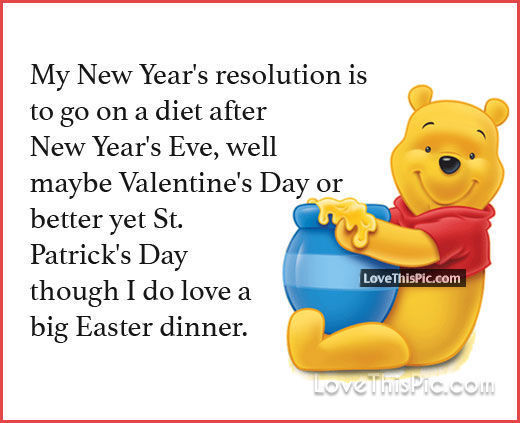 My New Year's resolution is
to go on a diet after
New Year's Eve, well
maybe Valentine's Day or
better yet St.
Patrick's Day
though I do love a
big Easter dinner.
LoveThisPic.com
LoveThisPic.com